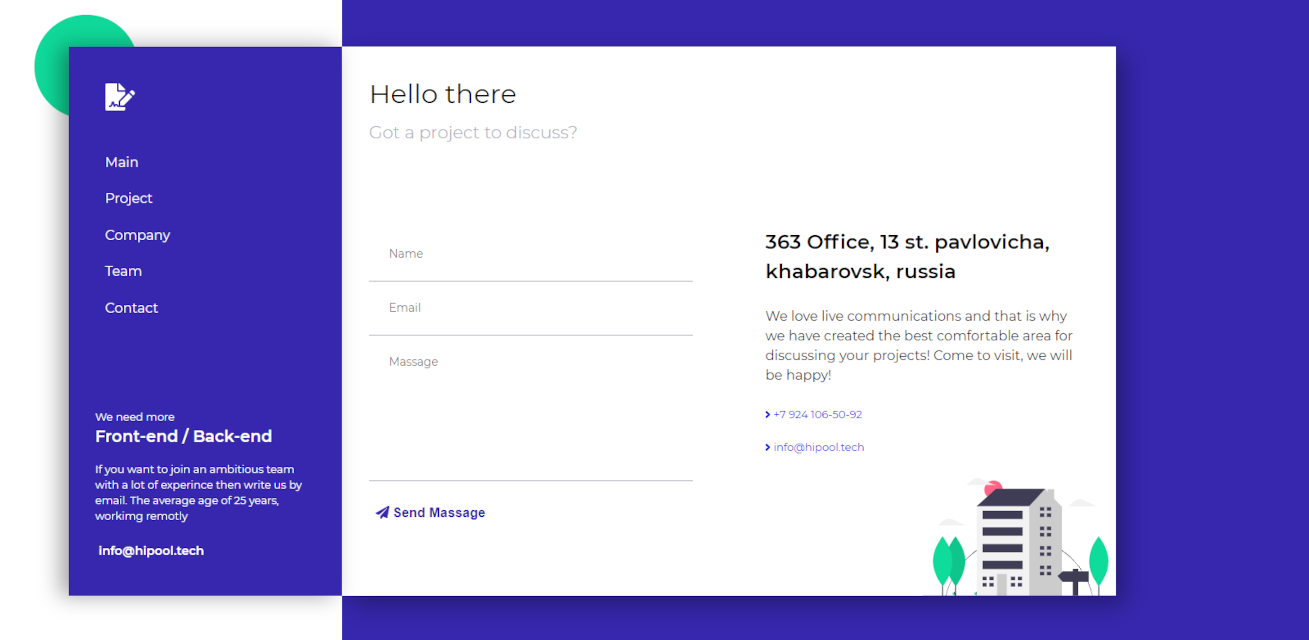 Main
Project
Company
Team
Contact
We need more
Front-end / Back-end
If you want to join an ambitious team
with a lot of experince then write us by
email. The average age of 25 years,
workimg remotly
info@hipool.tech
Hello there
Got a project to discuss?
Name
Email
Massage
Send Massage
363 Office, 13 st. pavlovicha,
khabarovsk, russia
We love live communications and that is why
we have created the best comfortable area for
discussing your projects! Come to visit, we will
be happy!
+7 924 106-50-92
info@hipool.tech